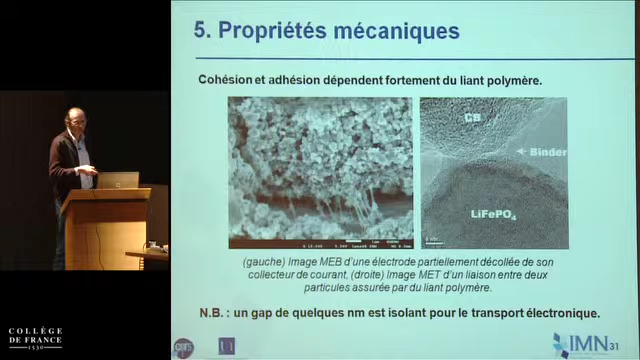 5. Propriétés mécaniques
Cohésion et adhésion dépendent fortement du liant polymère.
CB
Binder
LiFePO4
(gauche) Image MEB d'une électrode partiellement décollée de son
collecteur de courant, (droite) Image MET d'un liaison entre deux
particules assurée par du liant polymère.
N.B. : un gap de quelques nm est isolant pour le transport électronique.
COLLÈGE
DE FRANCE
1530
cnrs
IMN 31